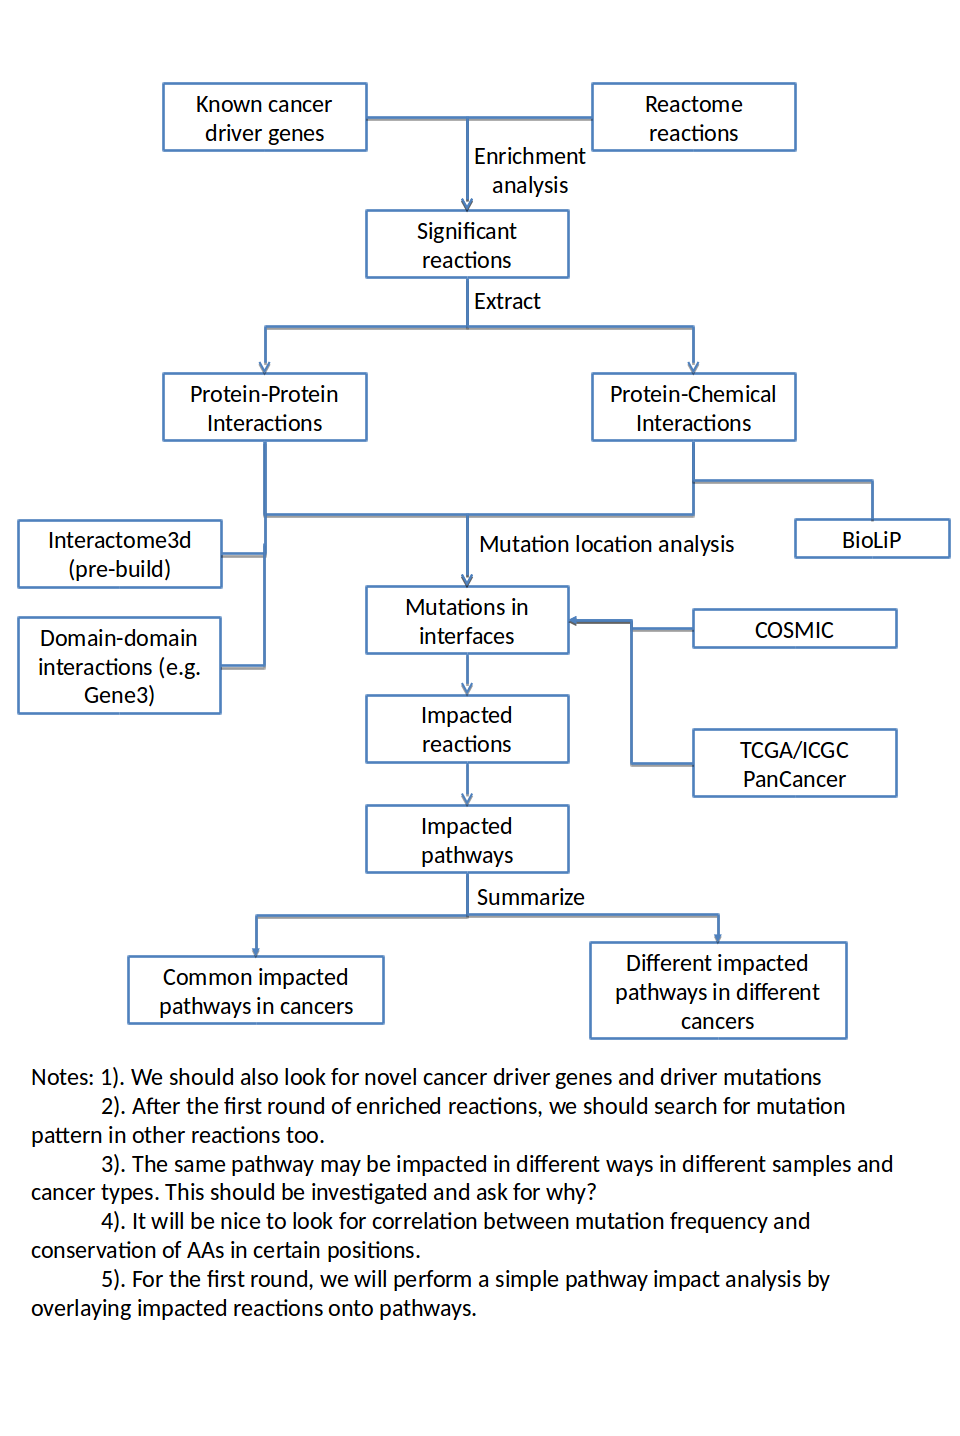 Known cancer
driver genes
Reactome
reactions
Enrichment
analysis
Significant
reactions
Extract
Protein-Protein
Interactions
Protein-Chemical
Interactions
Interactome3d
(pre-build)
Mutation location analysis
BioLiP
Domain-domain
interactions (e.g.
Gene3)
Mutations in
interfaces
COSMIC
Impacted
reactions
TCGA/ICGC
PanCancer
Impacted
pathways
Summarize
Common impacted
pathways in cancers
Different impacted
pathways in different
cancers
Notes: 1). We should also look for novel cancer driver genes and driver mutations
2). After the first round of enriched reactions, we should search for mutation
pattern in other reactions too.
3). The same pathway may be impacted in different ways in different samples and
cancer types. This should be investigated and ask for why?
4). It will be nice to look for correlation between mutation frequency and
conservation of AAs in certain positions.
5). For the first round, we will perform a simple pathway impact analysis by
overlaying impacted reactions onto pathways.